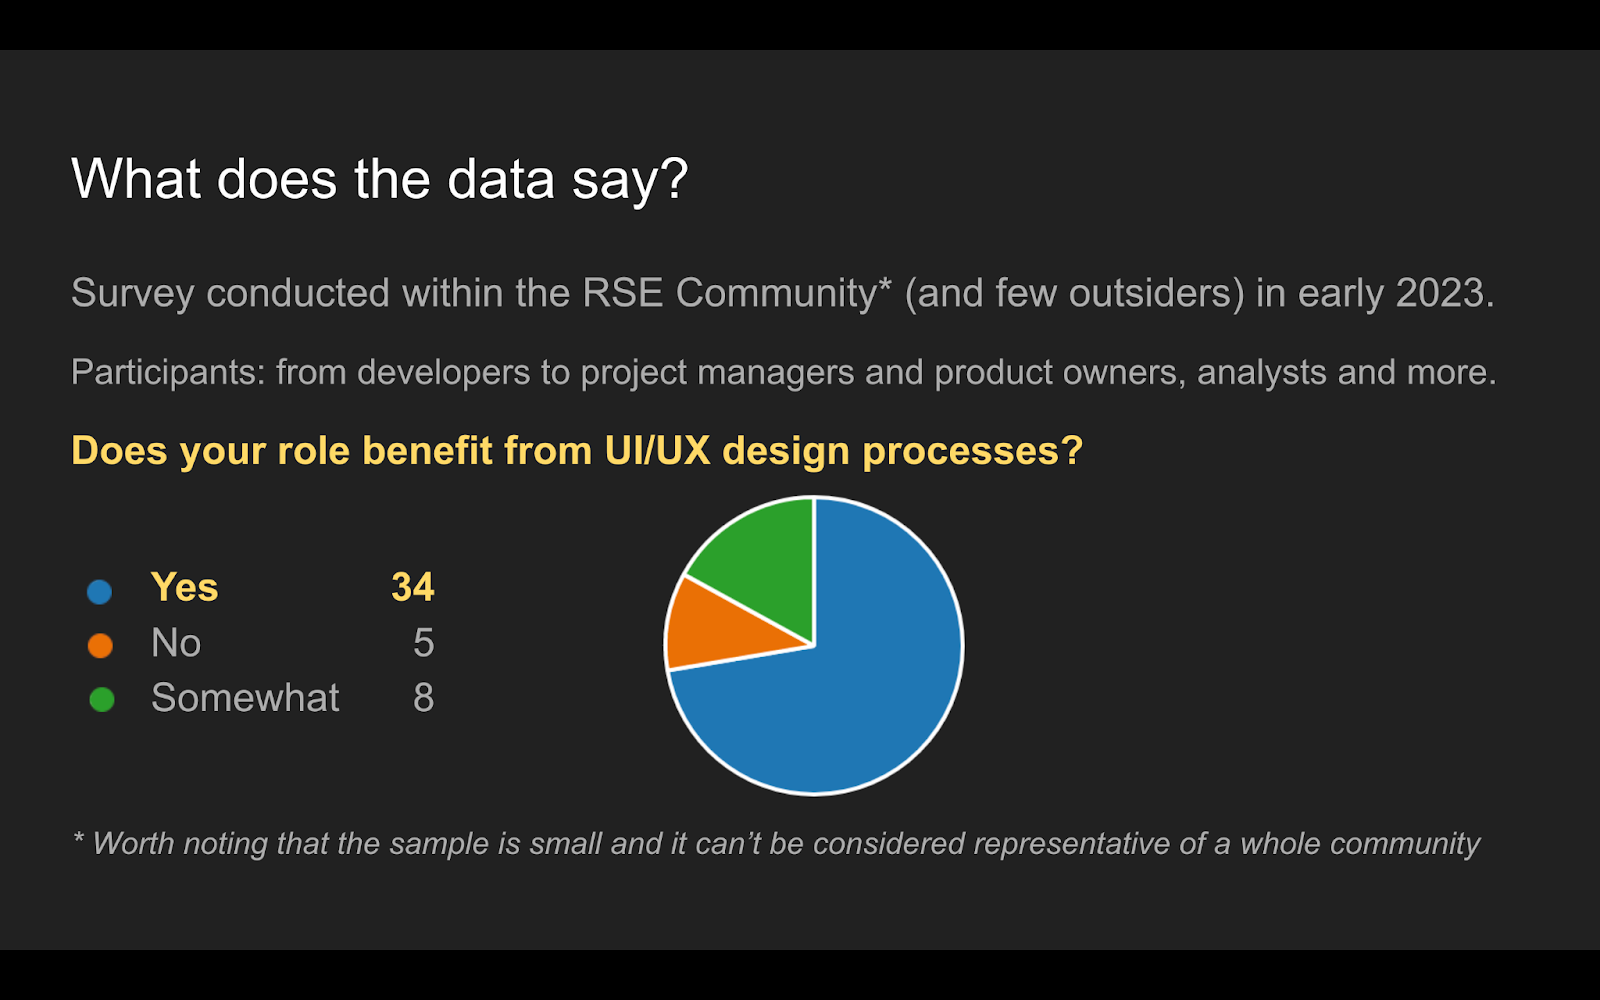 What does the data say?
Survey conducted within the RSE Community* (and few outsiders) in early 2023.
Participants: from developers to project managers and product owners, analysts and more.
Does your role benefit from UI/UX design processes?
Yes 34
No 5
Somewhat 8
* Worth noting that the sample is small and it can’t be considered representative of a whole community